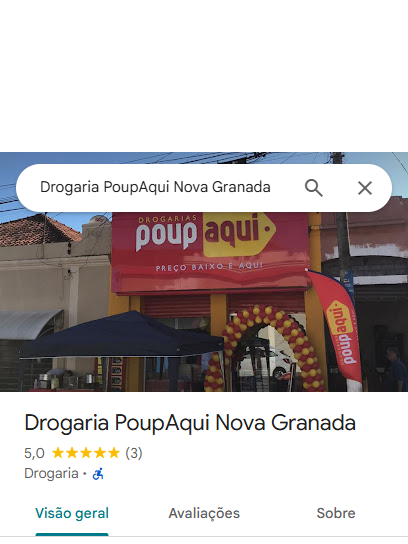 Drogaria PoupAqui Nova Granada
DROGARIAS
poup aqui
PREÇO BAIXO É AQUI
poupaqui
Drogaria PoupAqui Nova Granada
5,0 ★★★★★ (3)
Drogaria ·
Visão geral
Avaliações
Sobre